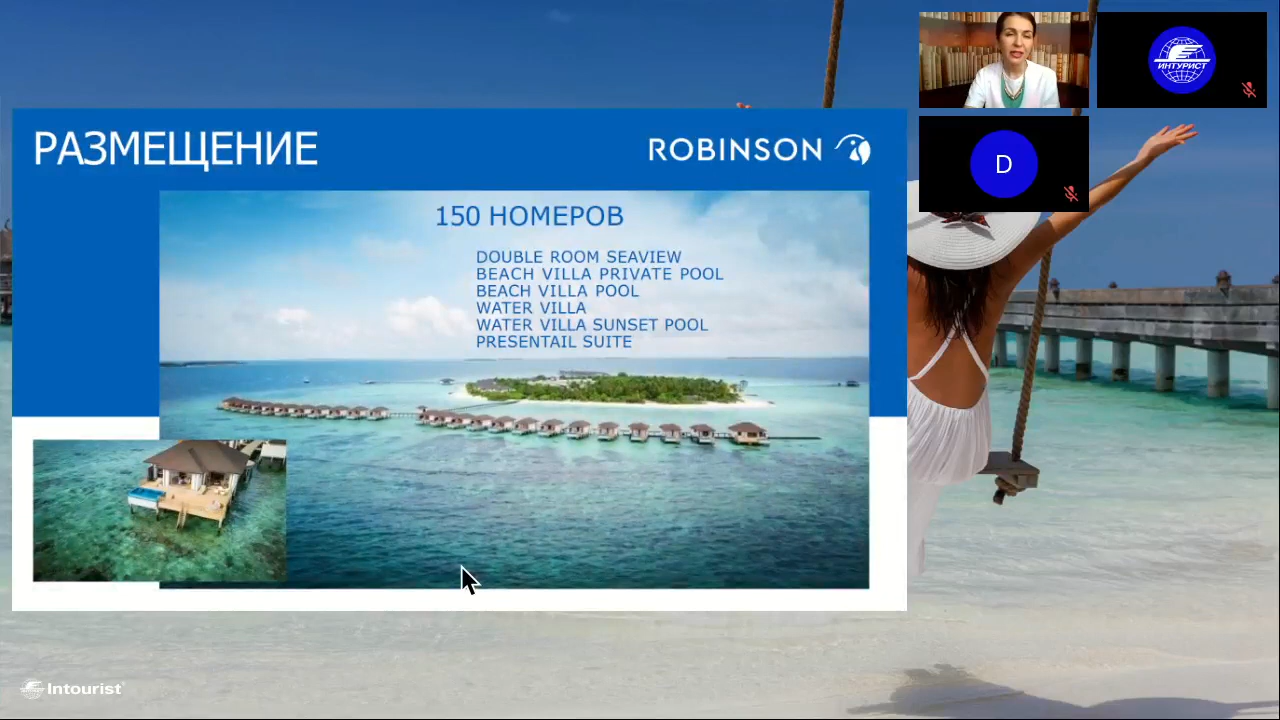 РАЗМЕЩЕНИЕ
ROBINSON
150 НОМЕРОВ
DOUBLE ROOM SEAVIEW
BEACH VILLA PRIVATE POOL
BEACH VILLA POOL
WATER VILLA
WATER VILLA SUNSET POOL
PRESENTAIL SUITE
ИНТУРИСТ
D
Intourist